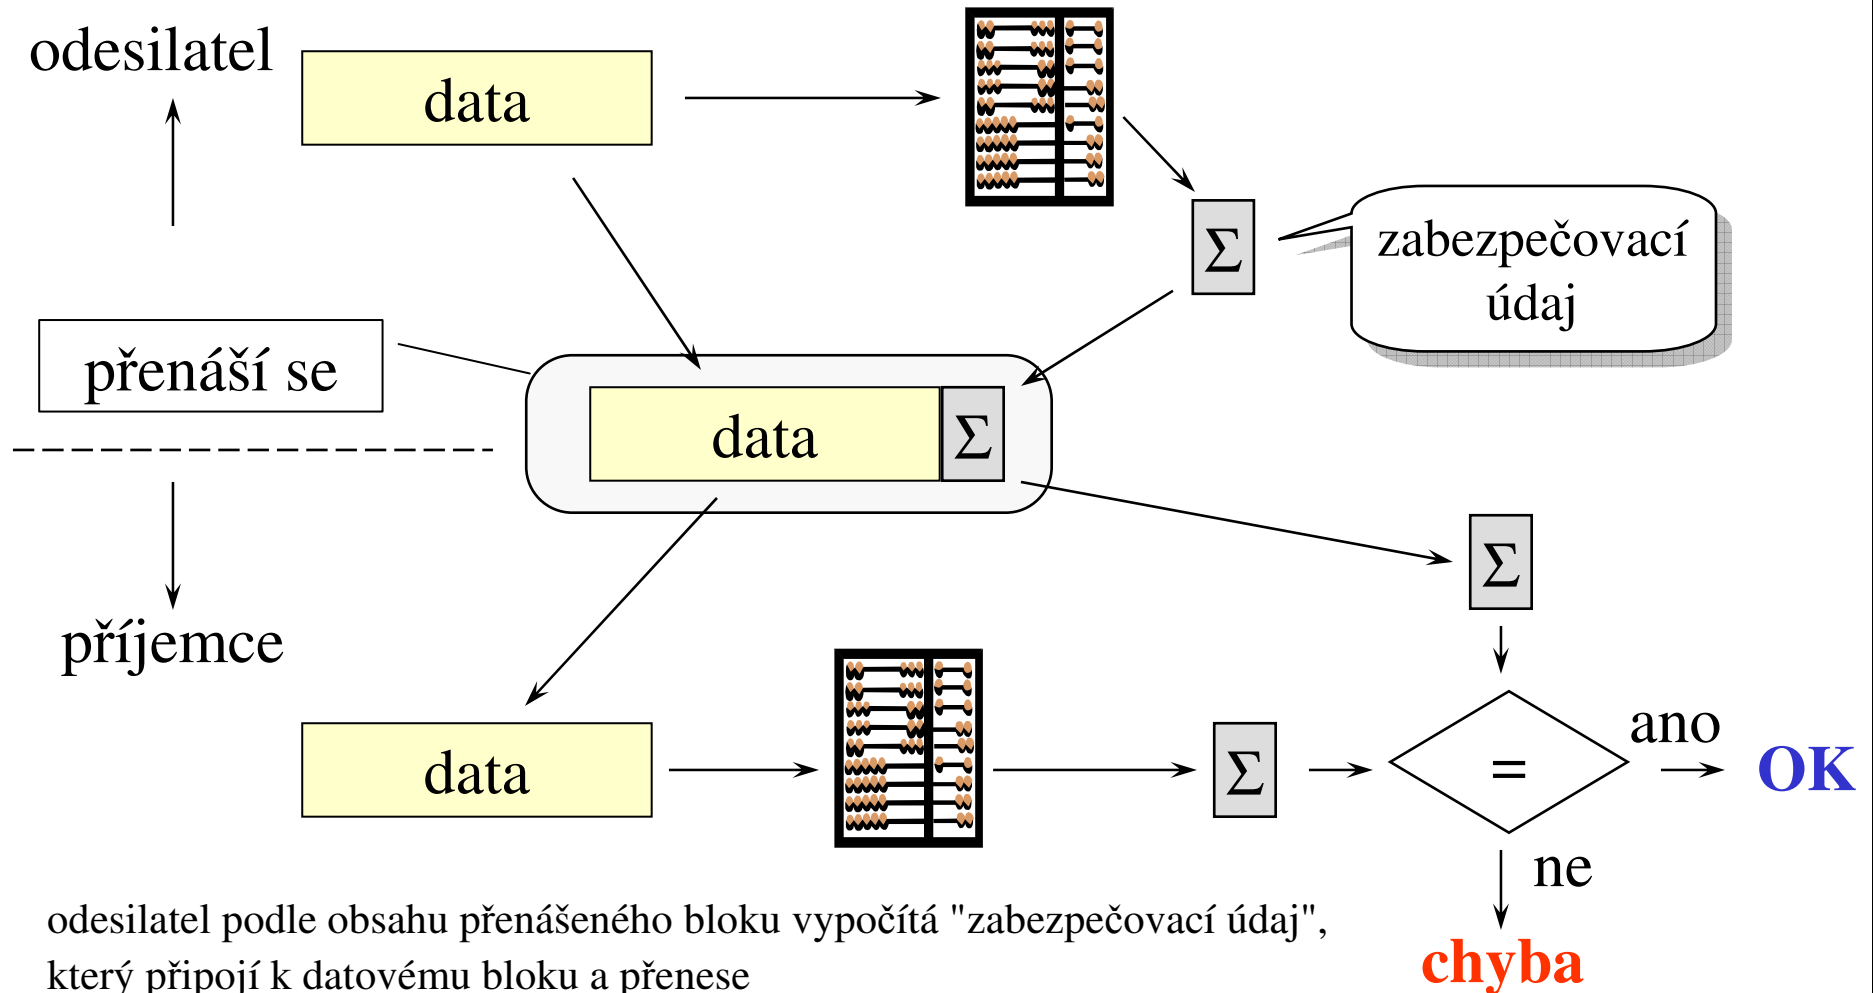 odesilatel
data
Σ
zabezpečovací
údaj
přenáší se
data
Σ
Σ
příjemce
data
Σ
=
ano
OK
ne
chyba
odesilatel podle obsahu přenášeného bloku vypočítá "zabezpečovací údaj",
který připojí k datovému bloku a přenese